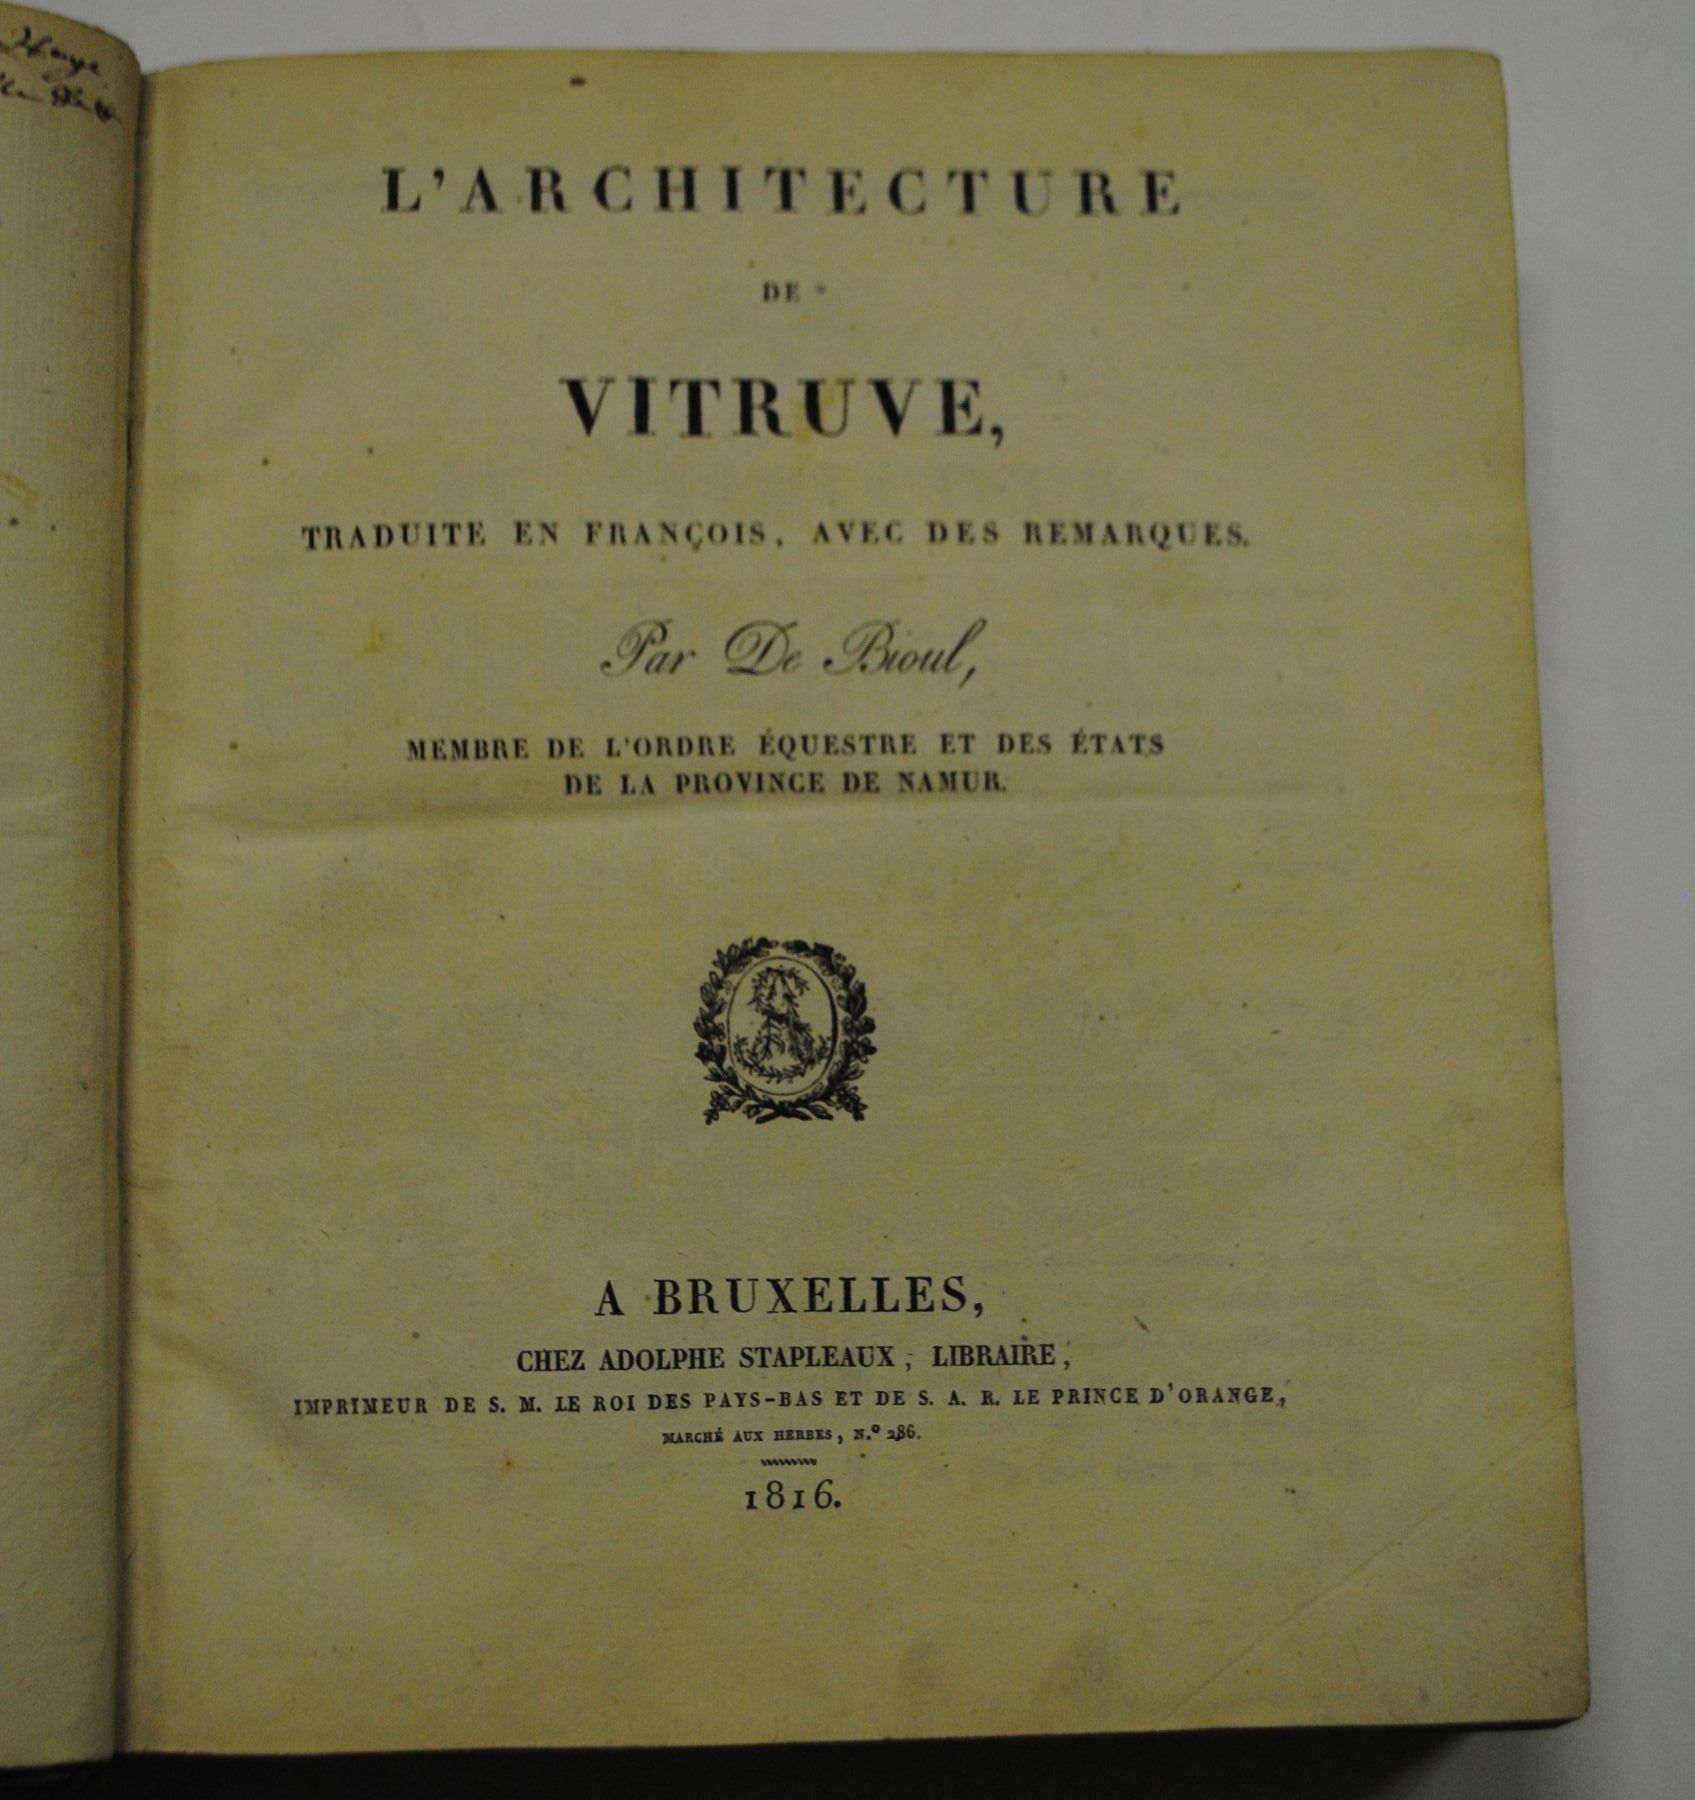 L'ARCHITECTURE
DE
VITRUVE,
TRADUITE EN FRANÇOIS, AVEC DES REMARQUES.
Par De Bioul,
MEMBRE DE L'ORDRE ÉQUESTRE ET DES ÉTATS
DE LA PROVINCE DE NAMUR.
A BRUXELLES,
CHEZ ADOLPHE STAPLEAUX, LIBRAIRE,
IMPRIMEUR DE S. M. LE ROI DES PAYS-BAS ET DE S. A. R. LE PRINCE D'ORANGE,
MARCHÉ AUX HERBES, N.º 286.
1816.